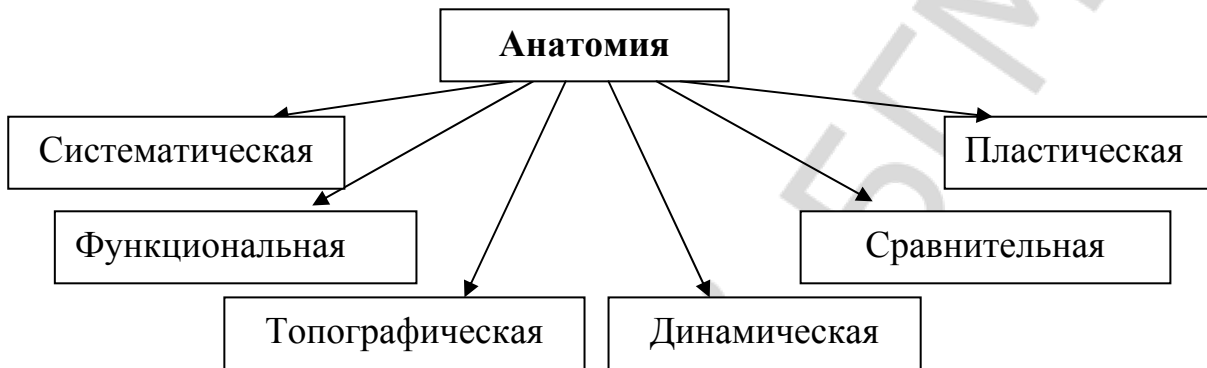 Анатомия
Систематическая
Пластическая
Функциональная
Сравнительная
Топографическая
Динамическая